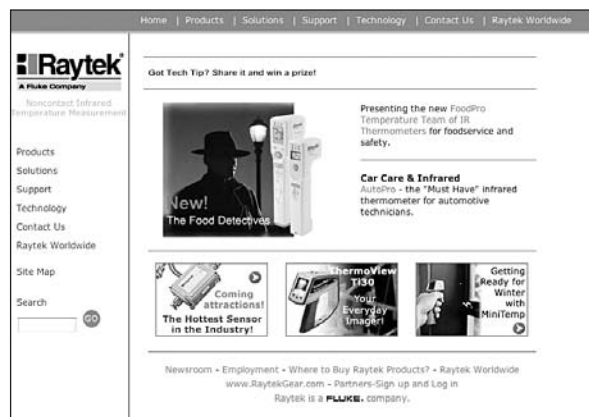 Home | Products | Solutions | Support | Technology | Contact Us | Raytek Worldwide
Raytek®
A Fluke Company
Noncontact Infrared
Temperature Measurement
Products
Solutions
Support
Technology
Contact Us
Raytek Worldwide
Site Map
Search
GO
Got Tech Tip? Share it and win a prize!
New!
The Food Detectives
Presenting the new FoodPro
Temperature Team of IR
Thermometers for foodservice and
safety.
Car Care & Infrared
AutoPro - the "Must Have" infrared
thermometer for automotive
technicians.
Coming
attractions!
The Hottest Sensor
in the Industry!
ThermoView
Ti30
Your
Everyday
Imager!
Getting
Ready for
Winter
with
MiniTemp
Newsroom - Employment - Where to Buy Raytek Products? - Raytek Worldwide
www.RaytekGear.com - Partners-Sign up and Log in
Raytek is a FLUKE. company.